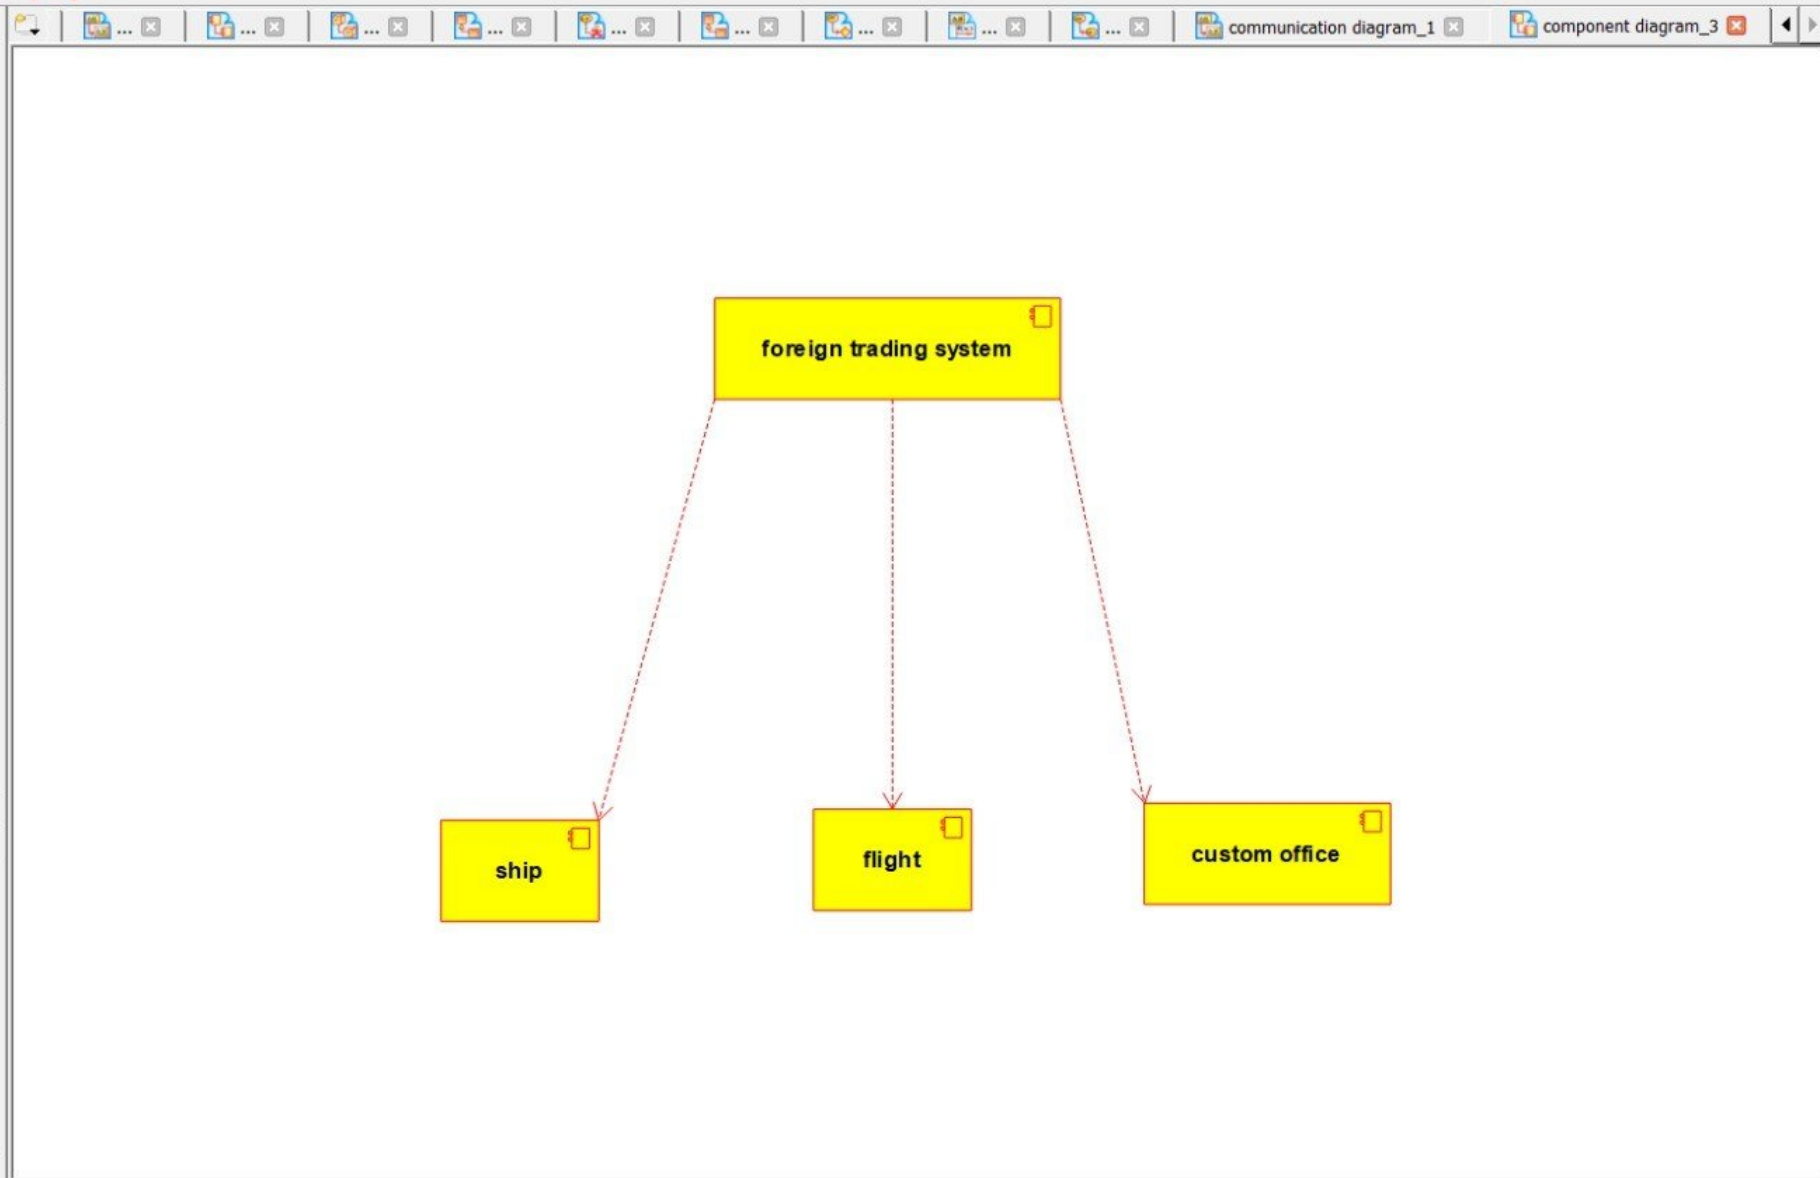 ... ... ... ... ... ... ... ... ... communication diagram_1 component diagram_3
foreign trading system
ship
flight
custom office